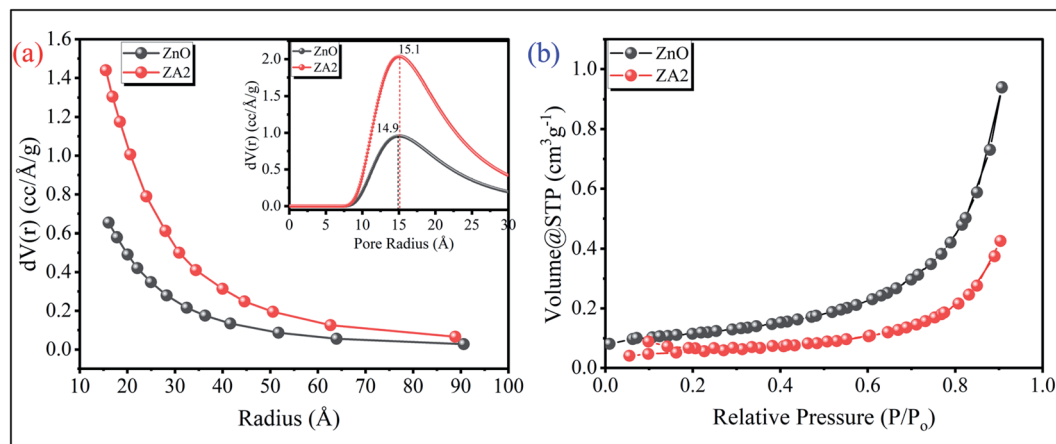 (a)
ZnO
ZA2
1.6
1.4
1.2
1.0
0.8
0.6
0.4
0.2
0.0
dV(r) (cc/Å/g)
10 20 30 40 50 60 70 80 90 100
Radius (Å)
ZnO
ZA2
15.1
14.9
2.0
1.5
1.0
0.5
0.0
dV(r) (cc/Å/g)
0 5 10 15 20 25 30
Pore Radius (Å)
(b)
ZnO
ZA2
1.0
0.8
0.6
0.4
0.2
0.0
Volume@STP (cm³g⁻¹)
0.0 0.2 0.4 0.6 0.8 1.0
Relative Pressure (P/Pₒ)